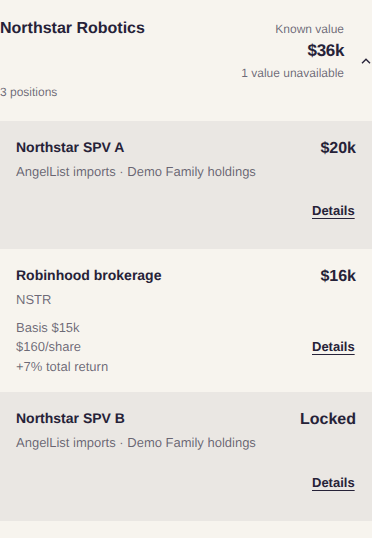 Northstar Robotics
Known value
$36k
1 value unavailable
3 positions
Northstar SPV A
$20k
AngelList imports · Demo Family holdings
Details
Robinhood brokerage
$16k
NSTR
Basis $15k
$160/share
Details
+7% total return
Northstar SPV B
Locked
AngelList imports · Demo Family holdings
Details